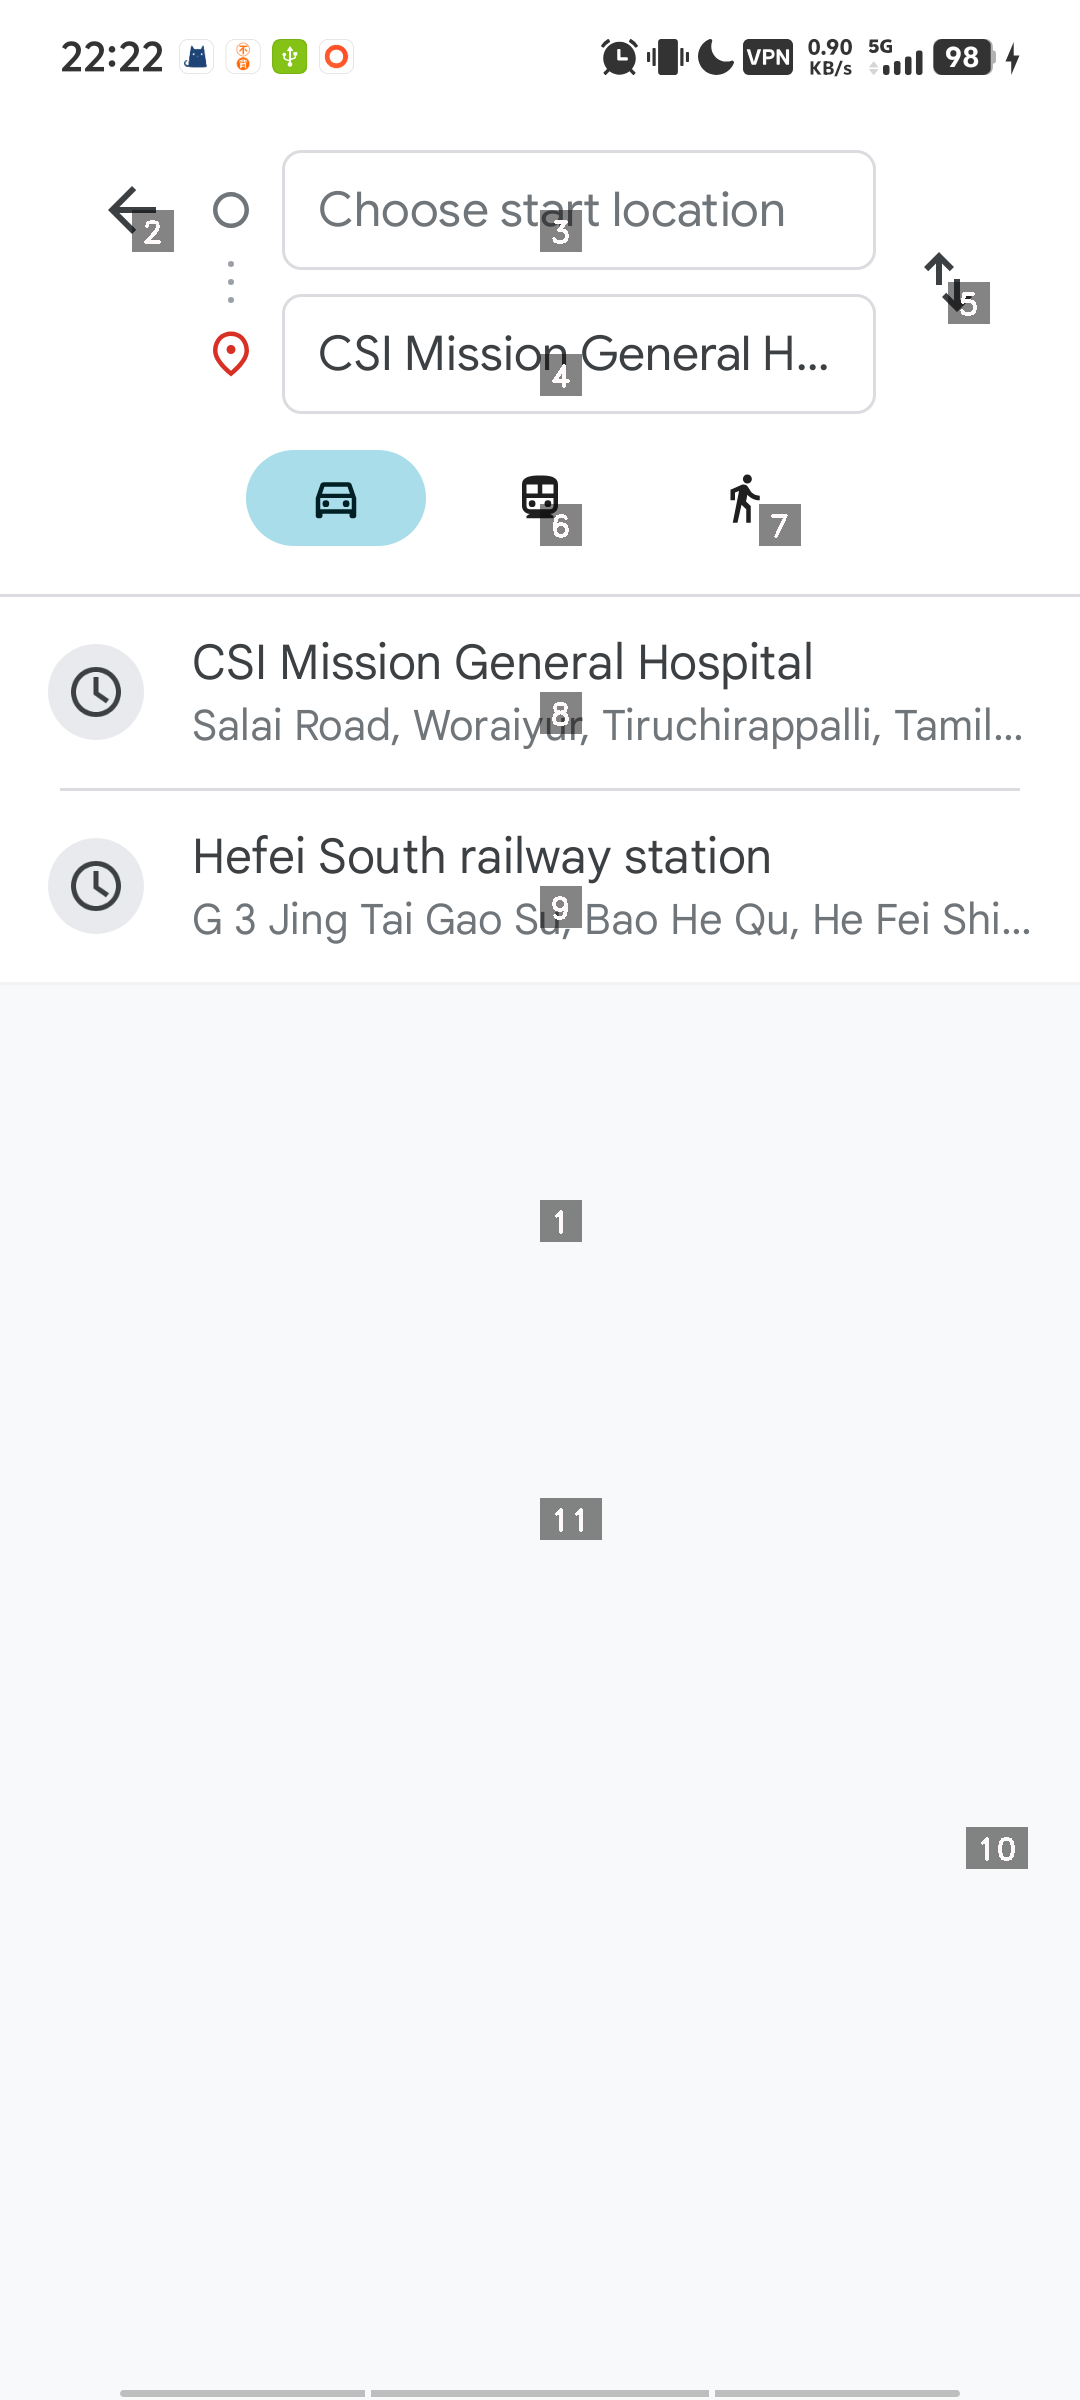 22:22
VPN
0.90 KB/s
5G
98
Choose start location
2
3
5
CSI Mission General H...
4
6
7
CSI Mission General Hospital
Salai Road, Woraiyur, Tiruchirappalli, Tamil...
8
Hefei South railway station
G 3 Jing Tai Gao Su, Bao He Qu, He Fei Shi...
9
1
11
10